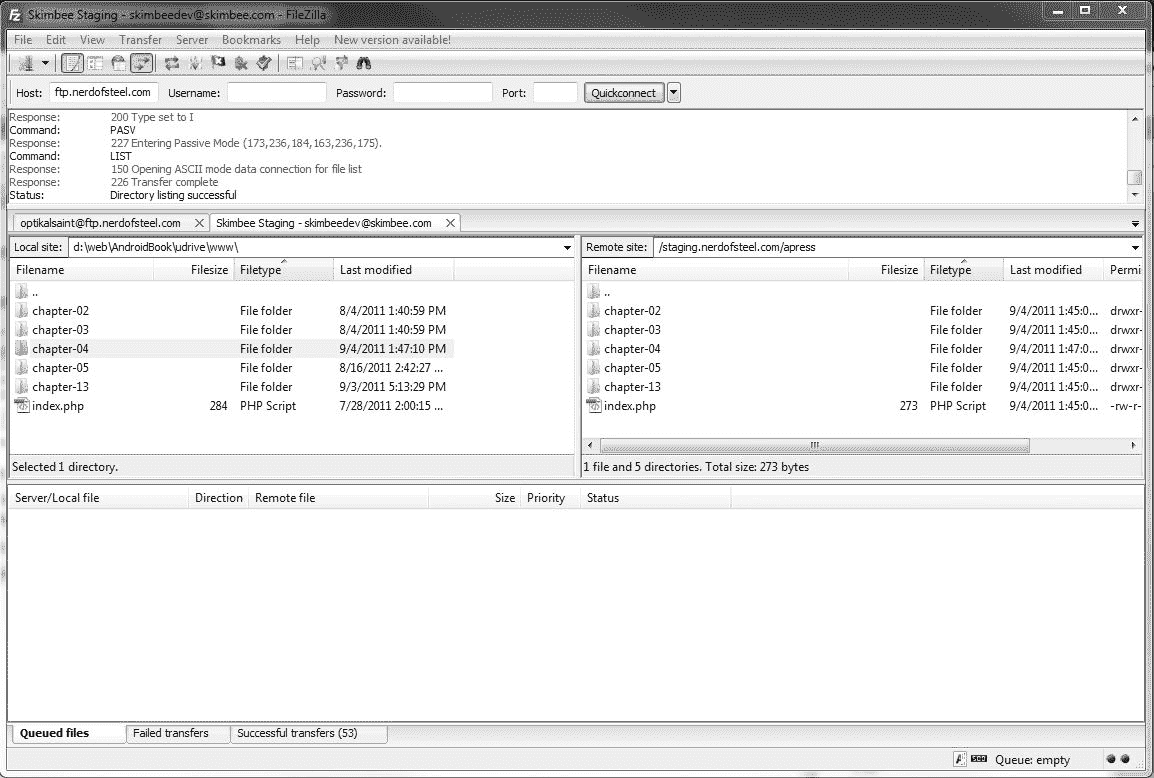 Skimbee Staging - skimbeedev@skimbee.com - FileZilla
File Edit View Transfer Server Bookmarks Help New version available!
Host: ftp.nerdofsteel.com Username: Password: Port: Quickconnect
Response: 200 Type set to I
Command: PASV
Response: 227 Entering Passive Mode (173,236,184,163,236,175).
Command: LIST
Response: 150 Opening ASCII mode data connection for file list
Response: 226 Transfer complete
Status: Directory listing successful
optikalsaint@ftp.nerdofsteel.com Skimbee Staging - skimbeedev@skimbee.com
Local site: d:\web\AndroidBook\udrive\www\
Filename Filesize Filetype Last modified
..
chapter-02 File folder 8/4/2011 1:40:59 PM
chapter-03 File folder 8/4/2011 1:40:59 PM
chapter-04 File folder 9/4/2011 1:47:10 PM
chapter-05 File folder 8/16/2011 2:42:27 ...
chapter-13 File folder 9/3/2011 5:13:29 PM
index.php 284 PHP Script 7/28/2011 2:00:15 ...
Selected 1 directory.
Remote site: /staging.nerdofsteel.com/apress
Filename Filesize Filetype Last modified Permi
..
chapter-02 File folder 9/4/2011 1:45:0... drwxr-
chapter-03 File folder 9/4/2011 1:45:0... drwxr-
chapter-04 File folder 9/4/2011 1:47:0... drwxr-
chapter-05 File folder 9/4/2011 1:45:0... drwxr-
chapter-13 File folder 9/4/2011 1:45:0... drwxr-
index.php 273 PHP Script 9/4/2011 1:45:0... -rw-r-
1 file and 5 directories. Total size: 273 bytes
Server/Local file Direction Remote file Size Priority Status
Queued files Failed transfers Successful transfers (53)
Queue: empty